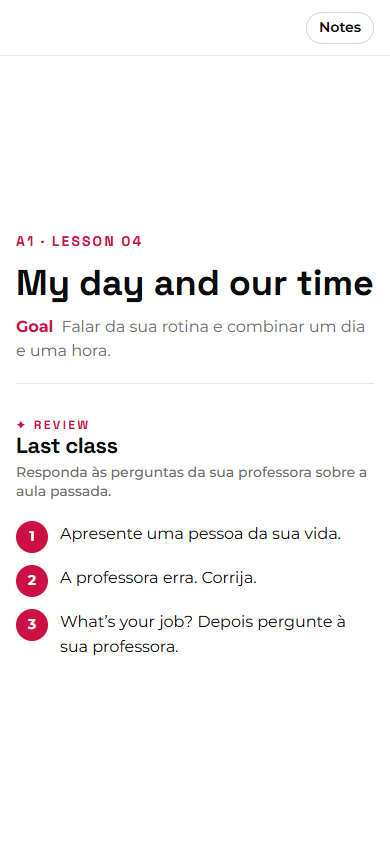 Notes
A1 · LESSON 04
My day and our time
Goal Falar da sua rotina e combinar um dia
e uma hora.
✦ REVIEW
Last class
Responda às perguntas da sua professora sobre a
aula passada.
1 Apresente uma pessoa da sua vida.
2 A professora erra. Corrija.
3 What’s your job? Depois pergunte à
sua professora.